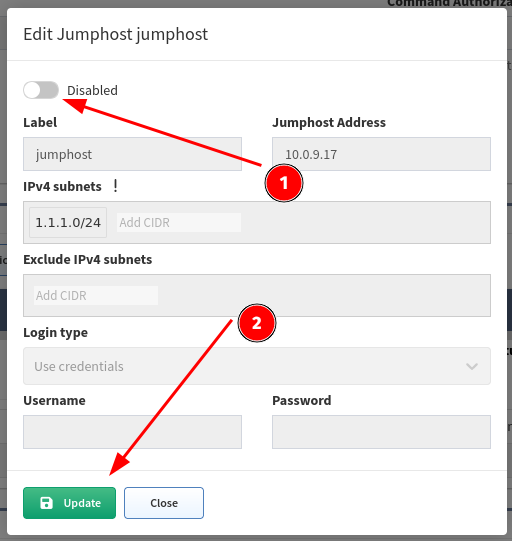 Command Authoriza
Edit Jumphost jumphost
Disabled
Label
Jumphost Address
jumphost
10.0.9.17
1
IPv4 subnets !
1.1.1.0/24 Add CIDR
Exclude IPv4 subnets
Add CIDR
2
Login type
Use credentials
Username
Password
Update
Close